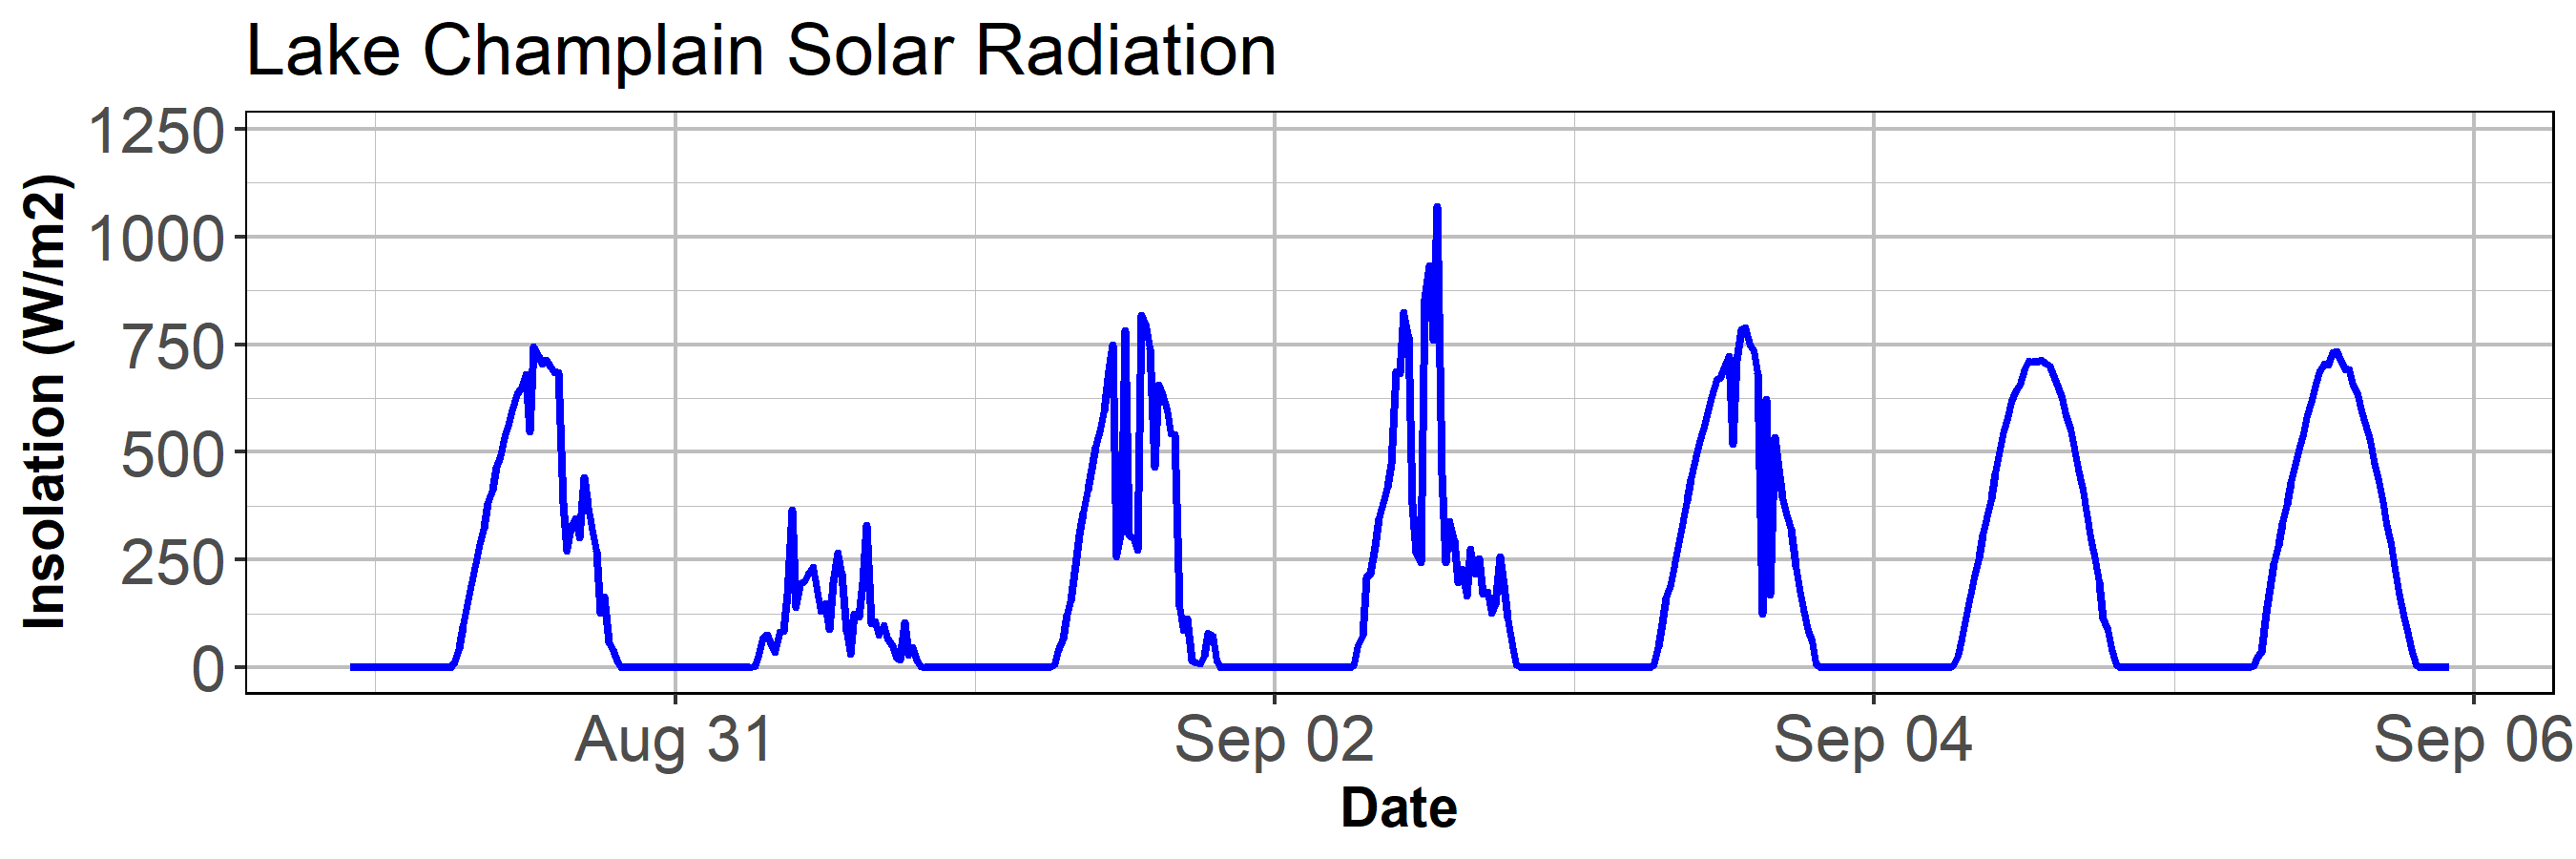 Lake Champlain Solar Radiation
1250
1000
750
500
250
0
Insolation (W/m2)
Aug 31
Sep 02
Sep 04
Sep 06
Date